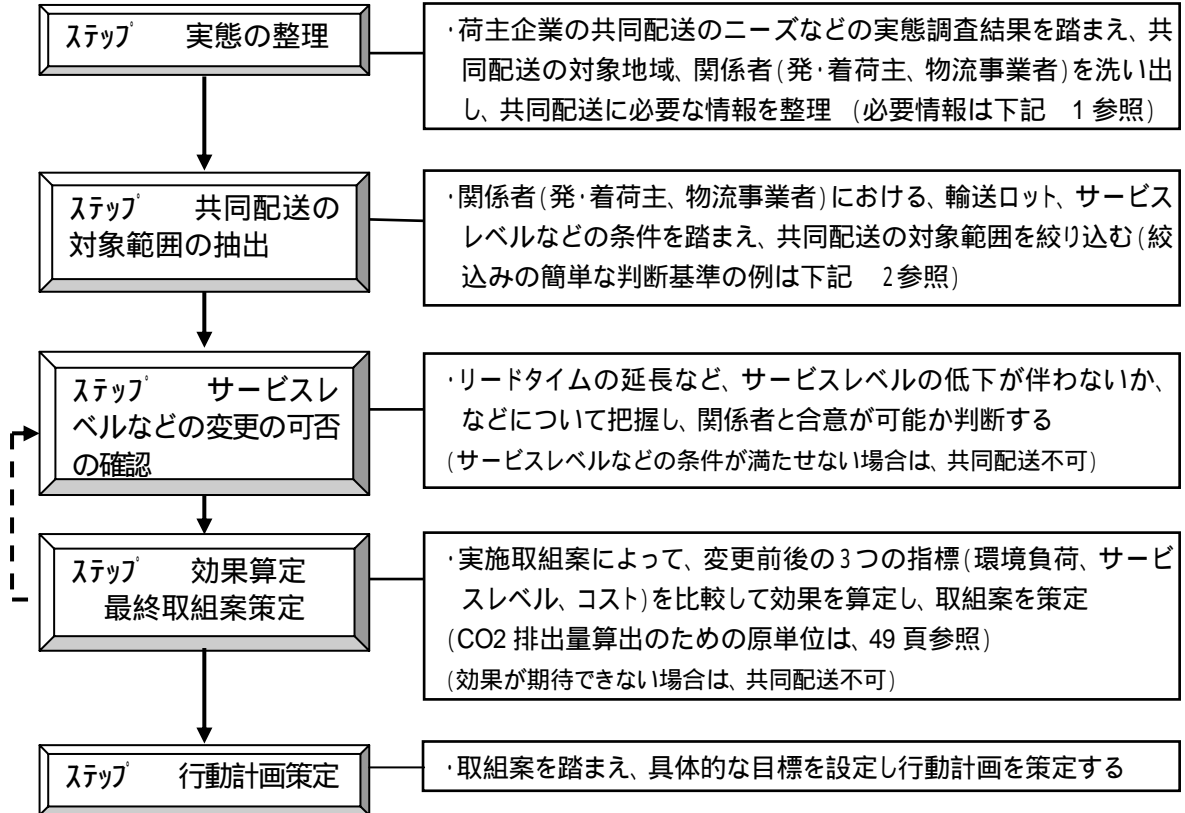 ｽﾃｯﾌﾟ　実態の整理
･荷主企業の共同配送のニーズなどの実態調査結果を踏まえ、共
同配送の対象地域、関係者(発･着荷主、物流事業者)を洗い出
し、共同配送に必要な情報を整理　(必要情報は下記　1参照)
ｽﾃｯﾌﾟ　共同配送の
対象範囲の抽出
･関係者(発･着荷主、物流事業者)における、輸送ロット、サービス
レベルなどの条件を踏まえ、共同配送の対象範囲を絞り込む(絞
込みの簡単な判断基準の例は下記　2参照)
ｽﾃｯﾌﾟ　サービスレ
ベルなどの変更の可否
の確認
･リードタイムの延長など、サービスレベルの低下が伴わないか、
などについて把握し、関係者と合意が可能か判断する
(サービスレベルなどの条件が満たせない場合は、共同配送不可)
ｽﾃｯﾌﾟ　効果算定
最終取組案策定
･実施取組案によって、変更前後の3つの指標(環境負荷、サービ
スレベル、コスト)を比較して効果を算定し、取組案を策定
(CO2排出量算出のための原単位は、49頁参照)
(効果が期待できない場合は、共同配送不可)
ｽﾃｯﾌﾟ　行動計画策定
･取組案を踏まえ、具体的な目標を設定し行動計画を策定する